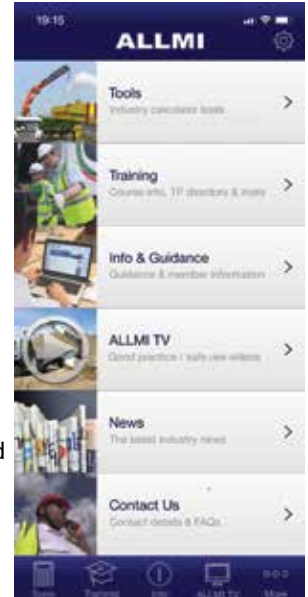 19:15
ALLMI
Tools
Industry calculator tools
Training
Course info, TP directory & more
Info & Guidance
Guidance & member information
ALLMI TV
Good practice / safe use videos
News
The latest industry news
Contact Us
Contact details & FAQs
Tools Training Info ALLMI TV More